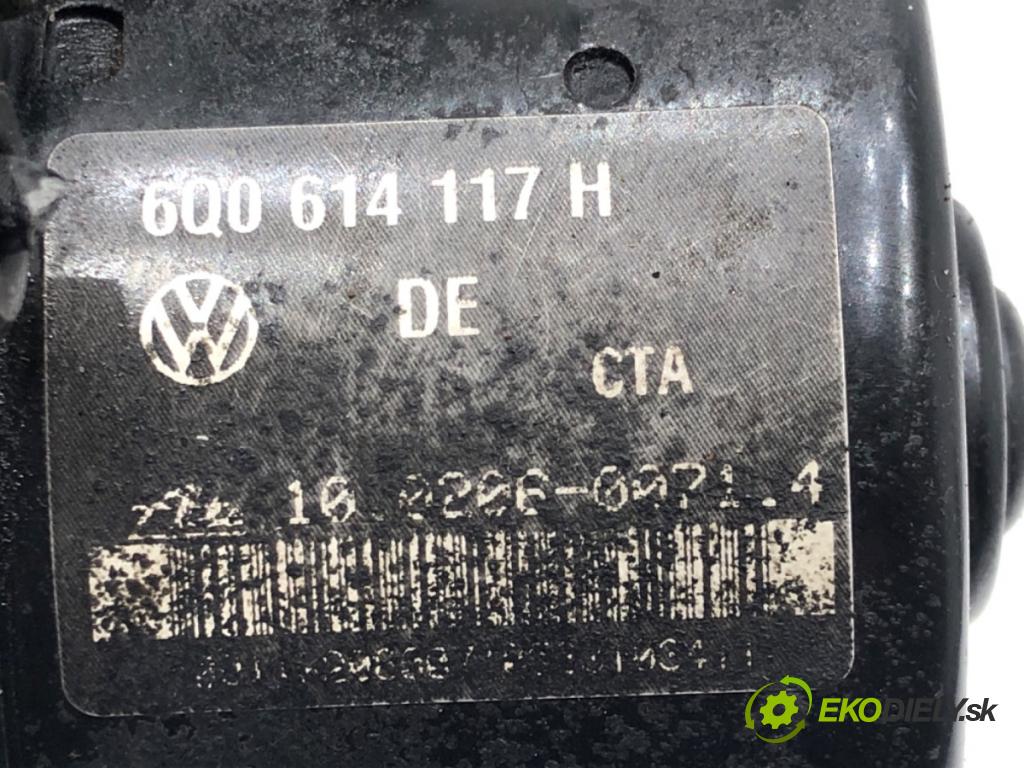 6Q0 614 117 H
DE
CTA
10.0206-0071.4
EKODIELY.sk